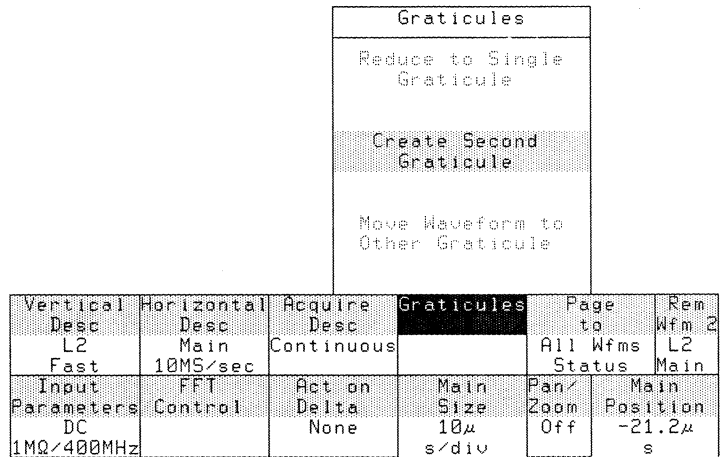 Graticules
Reduce to Single
Graticule
Create Second
Graticule
Move Waveform to
Other Graticule
Vertical Desc
L2
Fast
Horizontal Desc
Main
10MS/sec
Acquire Desc
Continuous
Graticules
Page to
All Wfms
Status
Rem
Wfm 2
L2
Main
Input
Parameters
DC
1MΩ/400MHz
FFT
Control
Act on
Delta
None
Main
Size
10μ
s/div
Pan/
Zoom
Off
Main
Position
-21.2μ
s